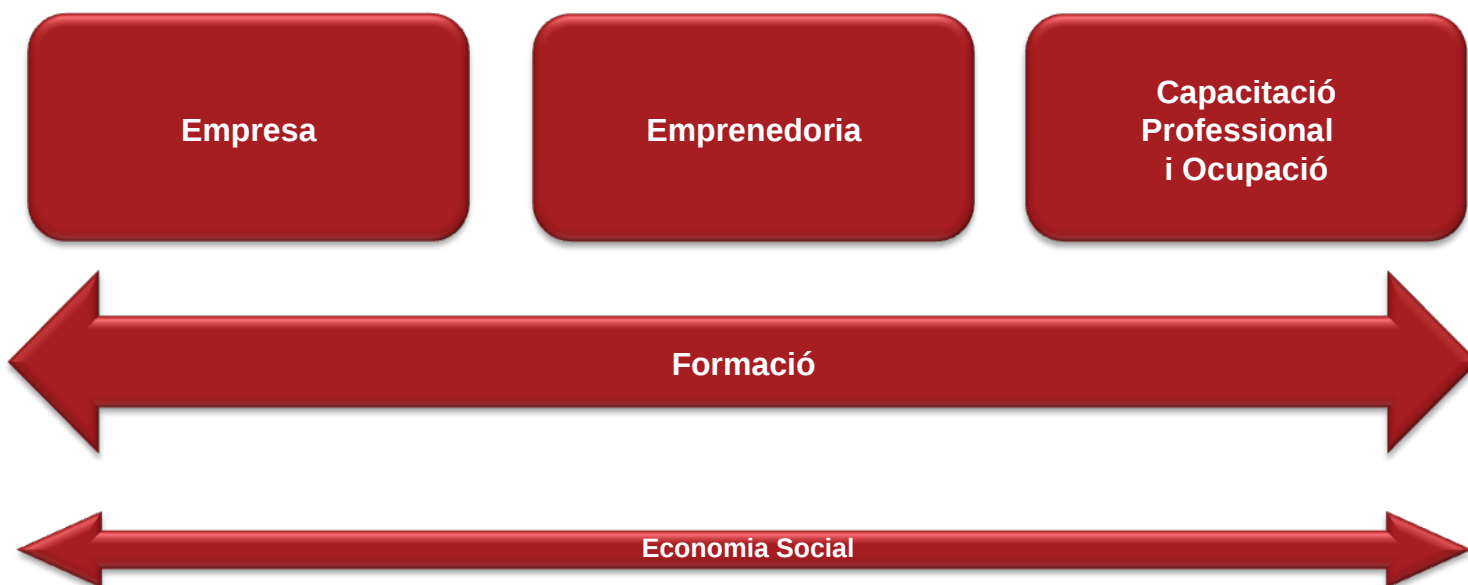 Empresa
Emprenedoria
Capacitació
Professional
i Ocupació
Formació
Economia Social